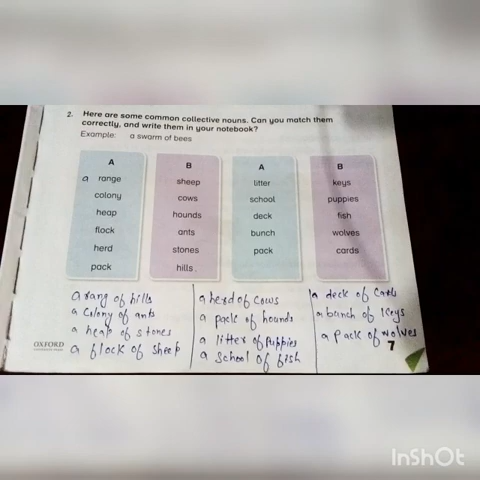 2. Here are some common collective nouns. Can you match them
correctly, and write them in your notebook?
Example: a swarm of bees
A
a range
colony
heap
flock
herd
pack
B
sheep
cows
hounds
ants
stones
hills.
A
litter
school
deck
bunch
pack
B
keys
puppies
fish
wolves
cards
a rang of hills
a colony of ants
a heap of stones
a flock of sheep
a herd of cows
a pack of hounds
a litter of puppies
a school of fish
a deck of cards
a bunch of keys
a pack of wolves
OXFORD
UNIVERSITY PRESS
7
InShOt